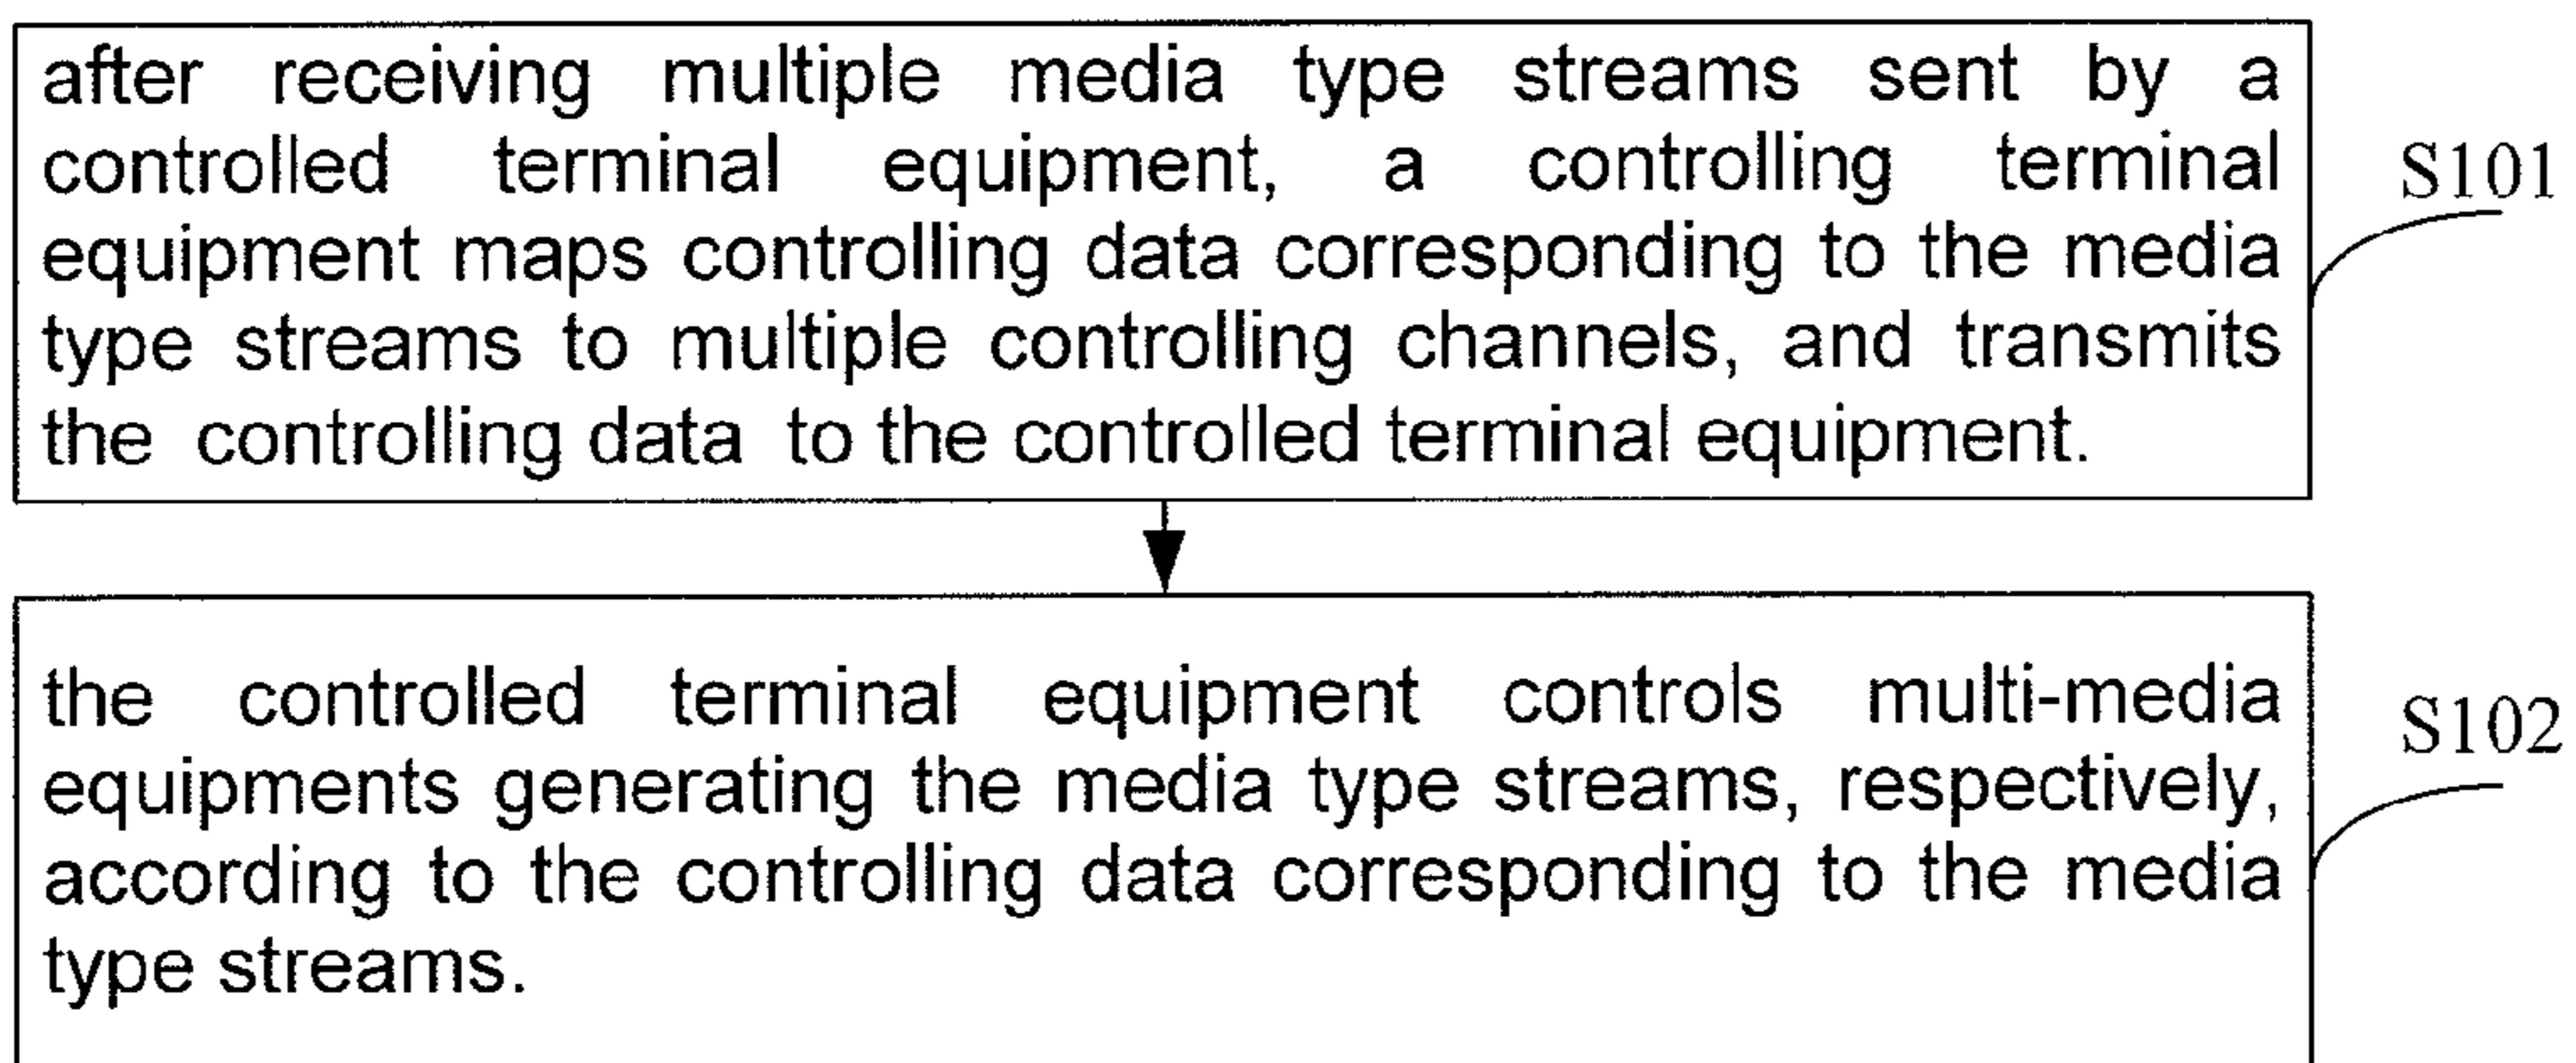 after receiving multiple media type streams sent by a
controlled terminal equipment, a controlling terminal
equipment maps controlling data corresponding to the media
type streams to multiple controlling channels, and transmits
the controlling data to the controlled terminal equipment.
S101
the controlled terminal equipment controls multi-media
equipments generating the media type streams, respectively,
according to the controlling data corresponding to the media
type streams.
S102